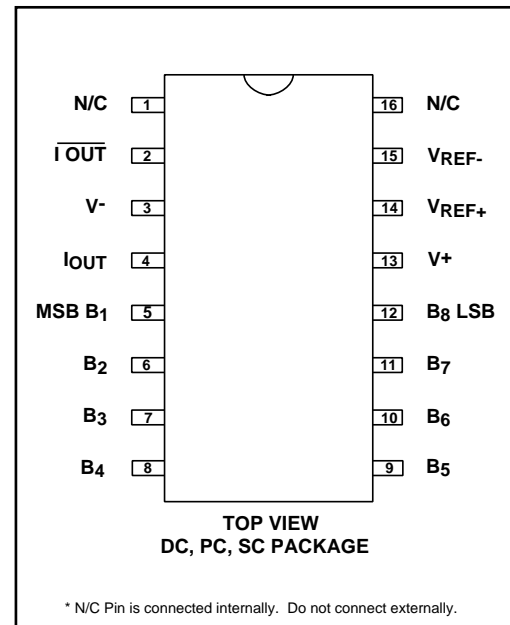 N/C 1 16 N/C
I OUT 2 15 VREF-
V- 3 14 VREF+
IOUT 4 13 V+
MSB B1 5 12 B8 LSB
B2 6 11 B7
B3 7 10 B6
B4 8 9 B5
TOP VIEW
DC, PC, SC PACKAGE
* N/C Pin is connected internally. Do not connect externally.